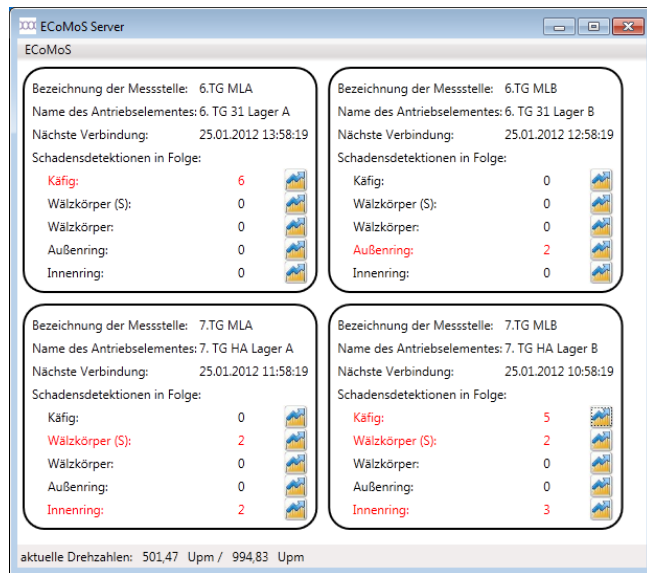 ECoMoS Server
ECoMoS
Bezeichnung der Messstelle: 6.TG MLA
Name des Antriebselementes: 6. TG 31 Lager A
Nächste Verbindung: 25.01.2012 13:58:19
Schadensdetektionen in Folge:
Käfig: 6
Wälzkörper (S): 0
Wälzkörper: 0
Außenring: 0
Innenring: 0
Bezeichnung der Messstelle: 6.TG MLB
Name des Antriebselementes: 6. TG 31 Lager B
Nächste Verbindung: 25.01.2012 12:58:19
Schadensdetektionen in Folge:
Käfig: 0
Wälzkörper (S): 0
Wälzkörper: 0
Außenring: 2
Innenring: 0
Bezeichnung der Messstelle: 7.TG MLA
Name des Antriebselementes: 7. TG HA Lager A
Nächste Verbindung: 25.01.2012 11:58:19
Schadensdetektionen in Folge:
Käfig: 0
Wälzkörper (S): 2
Wälzkörper: 0
Außenring: 0
Innenring: 2
Bezeichnung der Messstelle: 7.TG MLB
Name des Antriebselementes: 7. TG HA Lager B
Nächste Verbindung: 25.01.2012 10:58:19
Schadensdetektionen in Folge:
Käfig: 5
Wälzkörper (S): 2
Wälzkörper: 0
Außenring: 0
Innenring: 3
aktuelle Drehzahlen: 501,47 Upm / 994,83 Upm